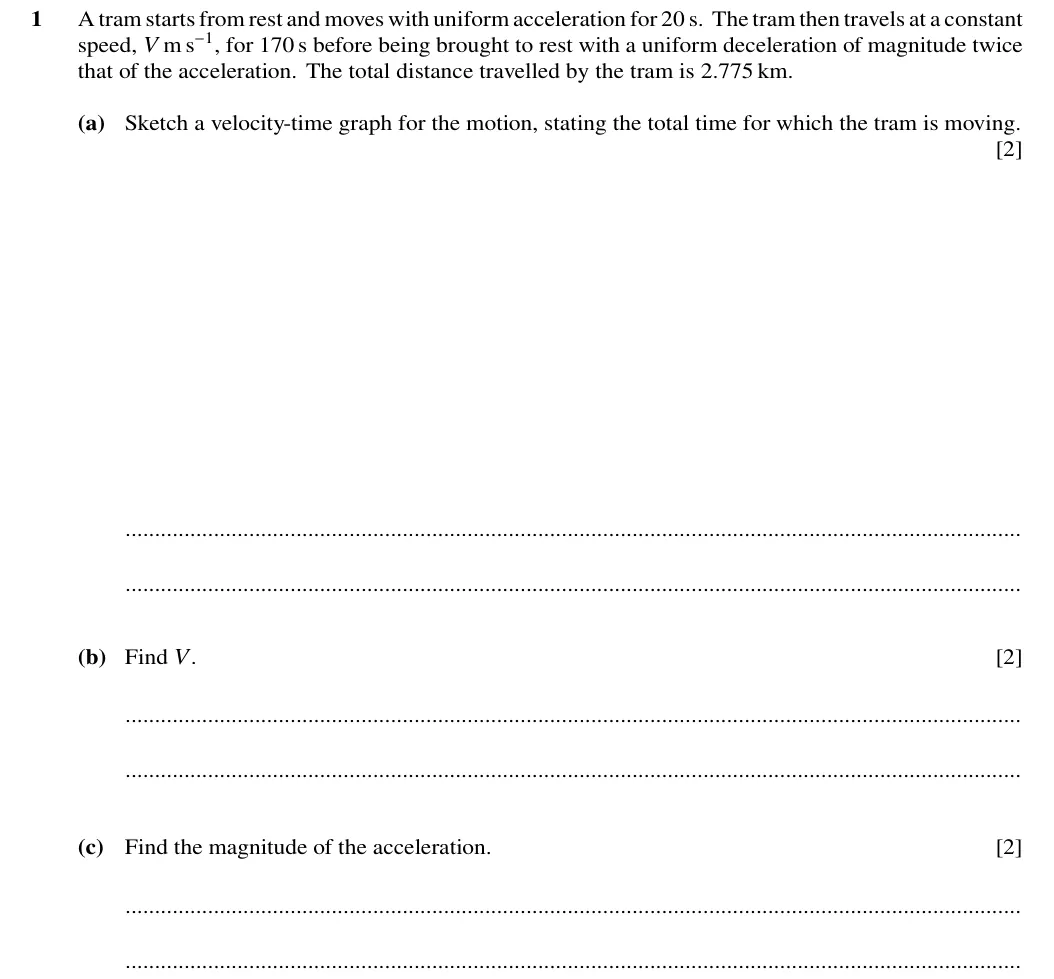 1 A tram starts from rest and moves with uniform acceleration for 20 s. The tram then travels at a constant
speed, V m s⁻¹, for 170 s before being brought to rest with a uniform deceleration of magnitude twice
that of the acceleration. The total distance travelled by the tram is 2.775 km.
(a) Sketch a velocity-time graph for the motion, stating the total time for which the tram is moving.
[2]
(b) Find V. [2]
(c) Find the magnitude of the acceleration. [2]